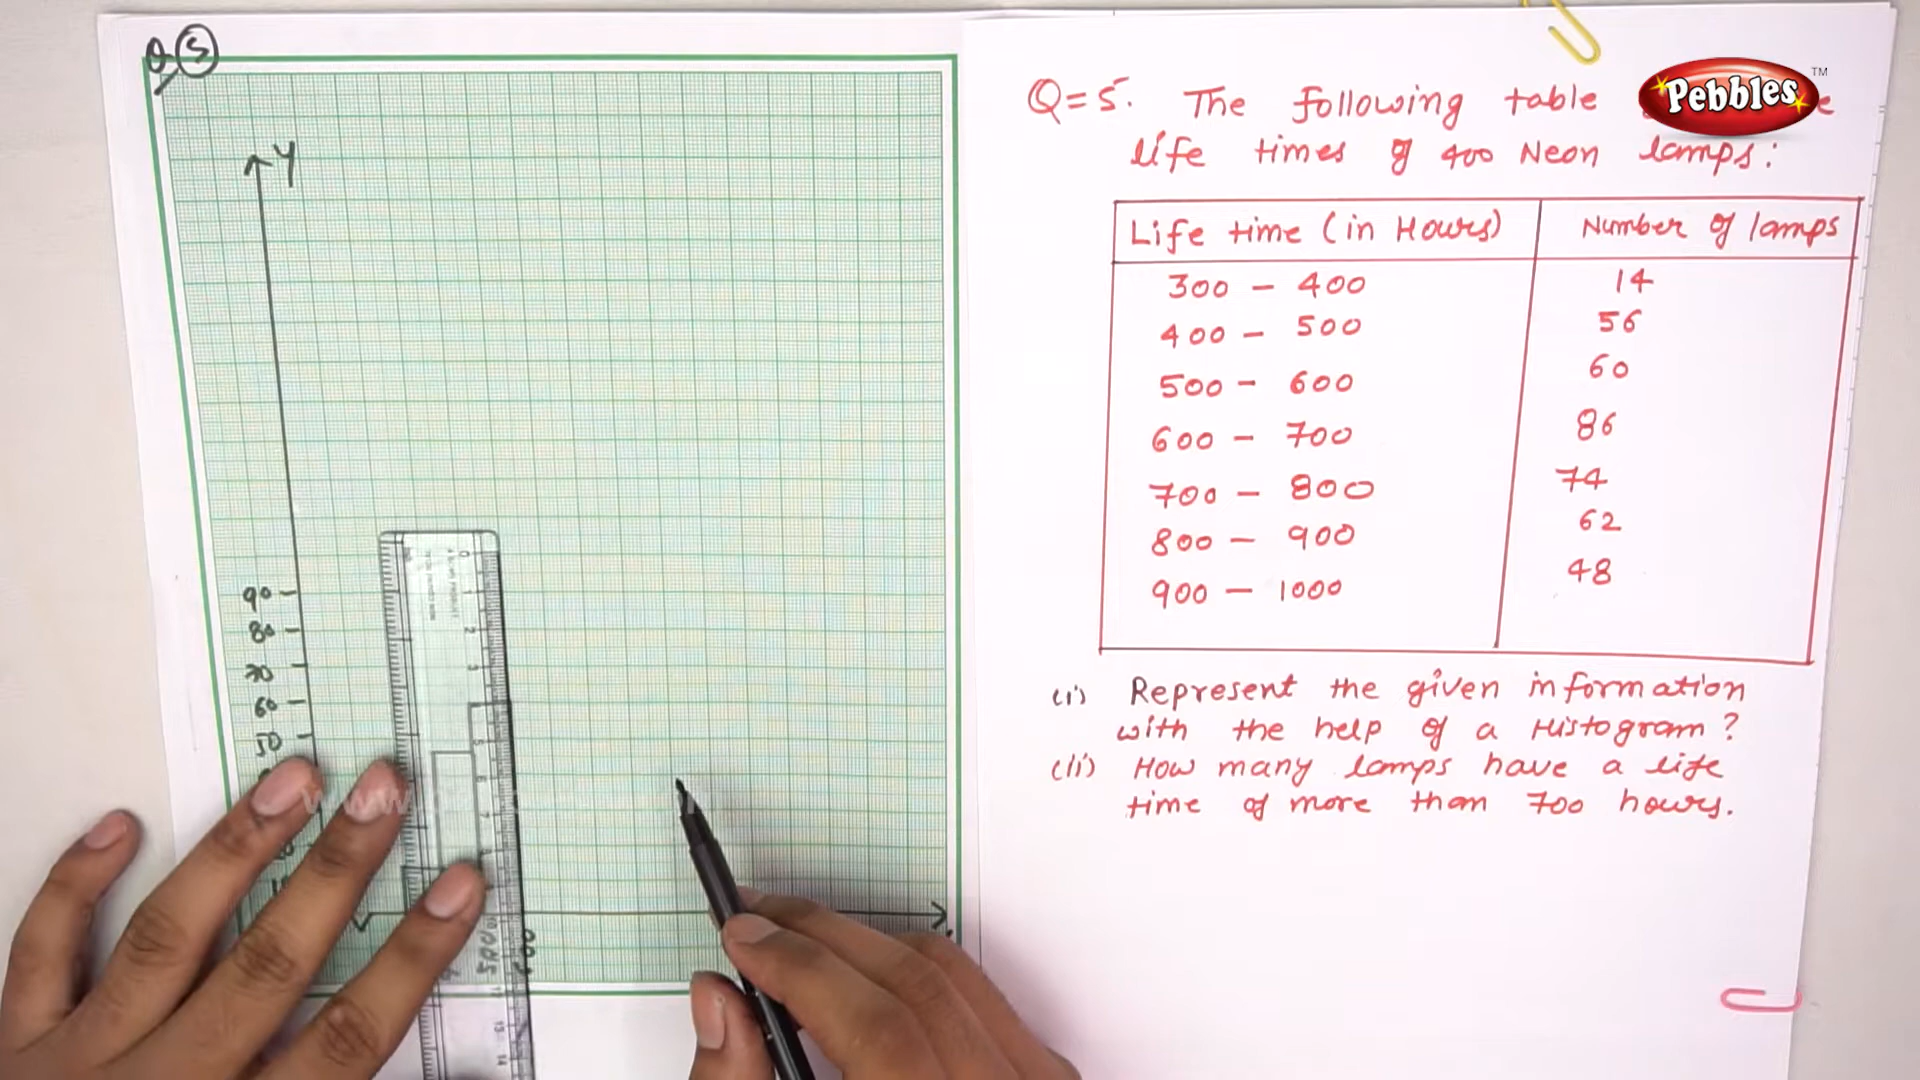 Q 5
Y
90
80
70
60
50
500
Q=5. The following table
life times of 400 Neon lamps:
Life time (in Hours) Number of lamps
300 - 400 14
400 - 500 56
500 - 600 60
600 - 700 86
700 - 800 74
800 - 900 62
900 - 1000 48
(i) Represent the given information
with the help of a Histogram?
(ii) How many lamps have a life
time of more than 700 hours.
Pebbles TM